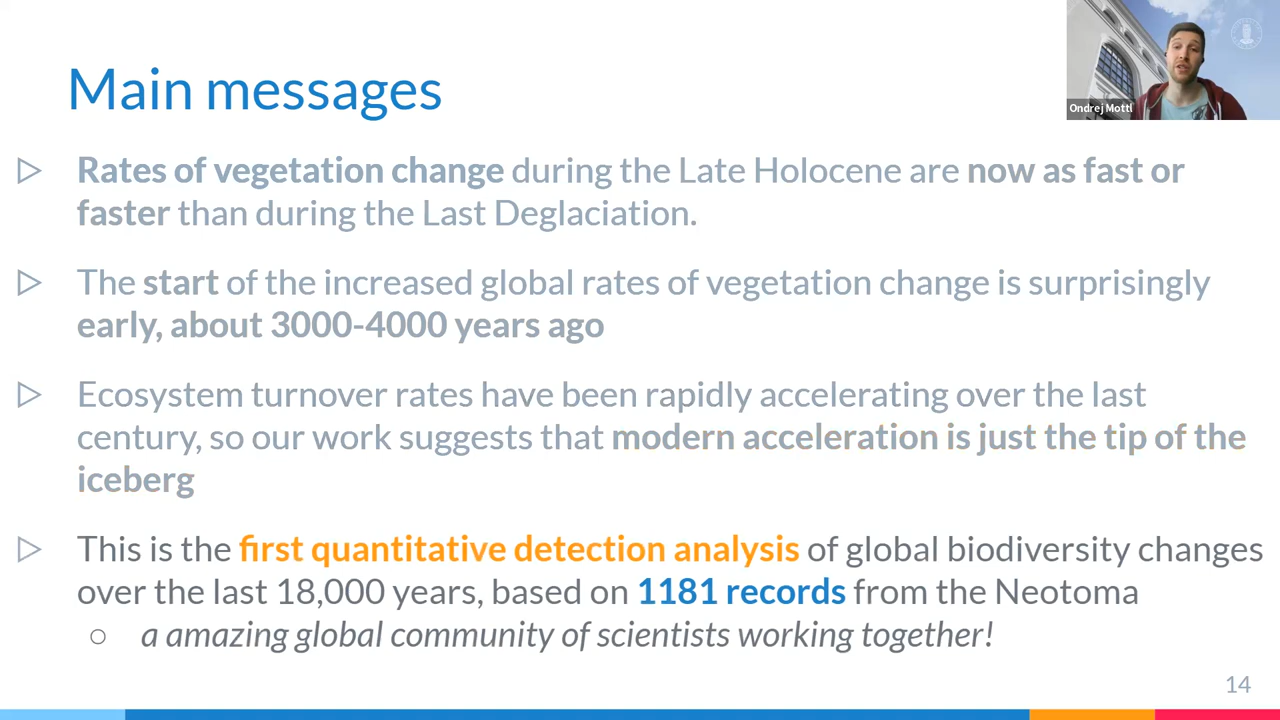 Main messages
Ondrej Mottl
Rates of vegetation change during the Late Holocene are now as fast or
faster than during the Last Deglaciation.
The start of the increased global rates of vegetation change is surprisingly
early, about 3000-4000 years ago
Ecosystem turnover rates have been rapidly accelerating over the last
century, so our work suggests that modern acceleration is just the tip of the
iceberg
This is the first quantitative detection analysis of global biodiversity changes
over the last 18,000 years, based on 1181 records from the Neotoma
a amazing global community of scientists working together!
14